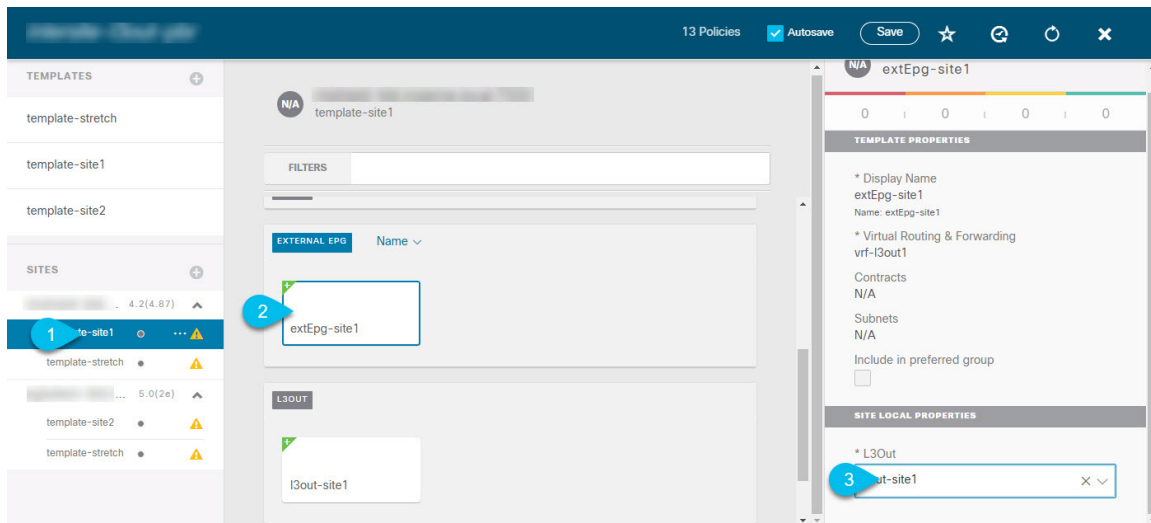 13 Policies
Autosave
Save
TEMPLATES
template-stretch
template-site1
template-site2
SITES
4.2(4.87)
1
te-site1
template-stretch
... 5.0(2e)
template-site2
template-stretch
N/A
template-site1
FILTERS
EXTERNAL EPG
Name
2
extEpg-site1
L3OUT
l3out-site1
N/A
extEpg-site1
0 0 0 0
TEMPLATE PROPERTIES
* Display Name
extEpg-site1
Name: extEpg-site1
* Virtual Routing & Forwarding
vrf-l3out1
Contracts
N/A
Subnets
N/A
Include in preferred group
SITE LOCAL PROPERTIES
* L3Out
3
ut-site1